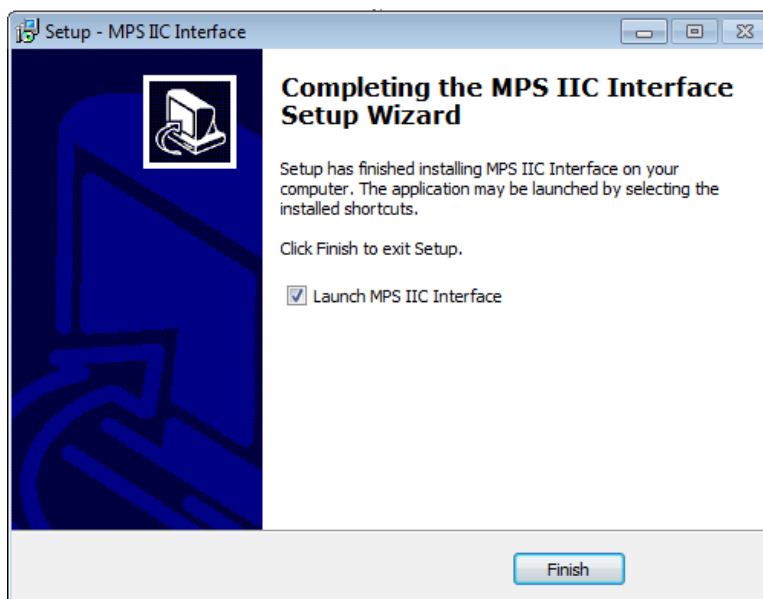 Setup - MPS IIC Interface
Completing the MPS IIC Interface
Setup Wizard
Setup has finished installing MPS IIC Interface on your
computer. The application may be launched by selecting the
installed shortcuts.
Click Finish to exit Setup.
Launch MPS IIC Interface
Finish